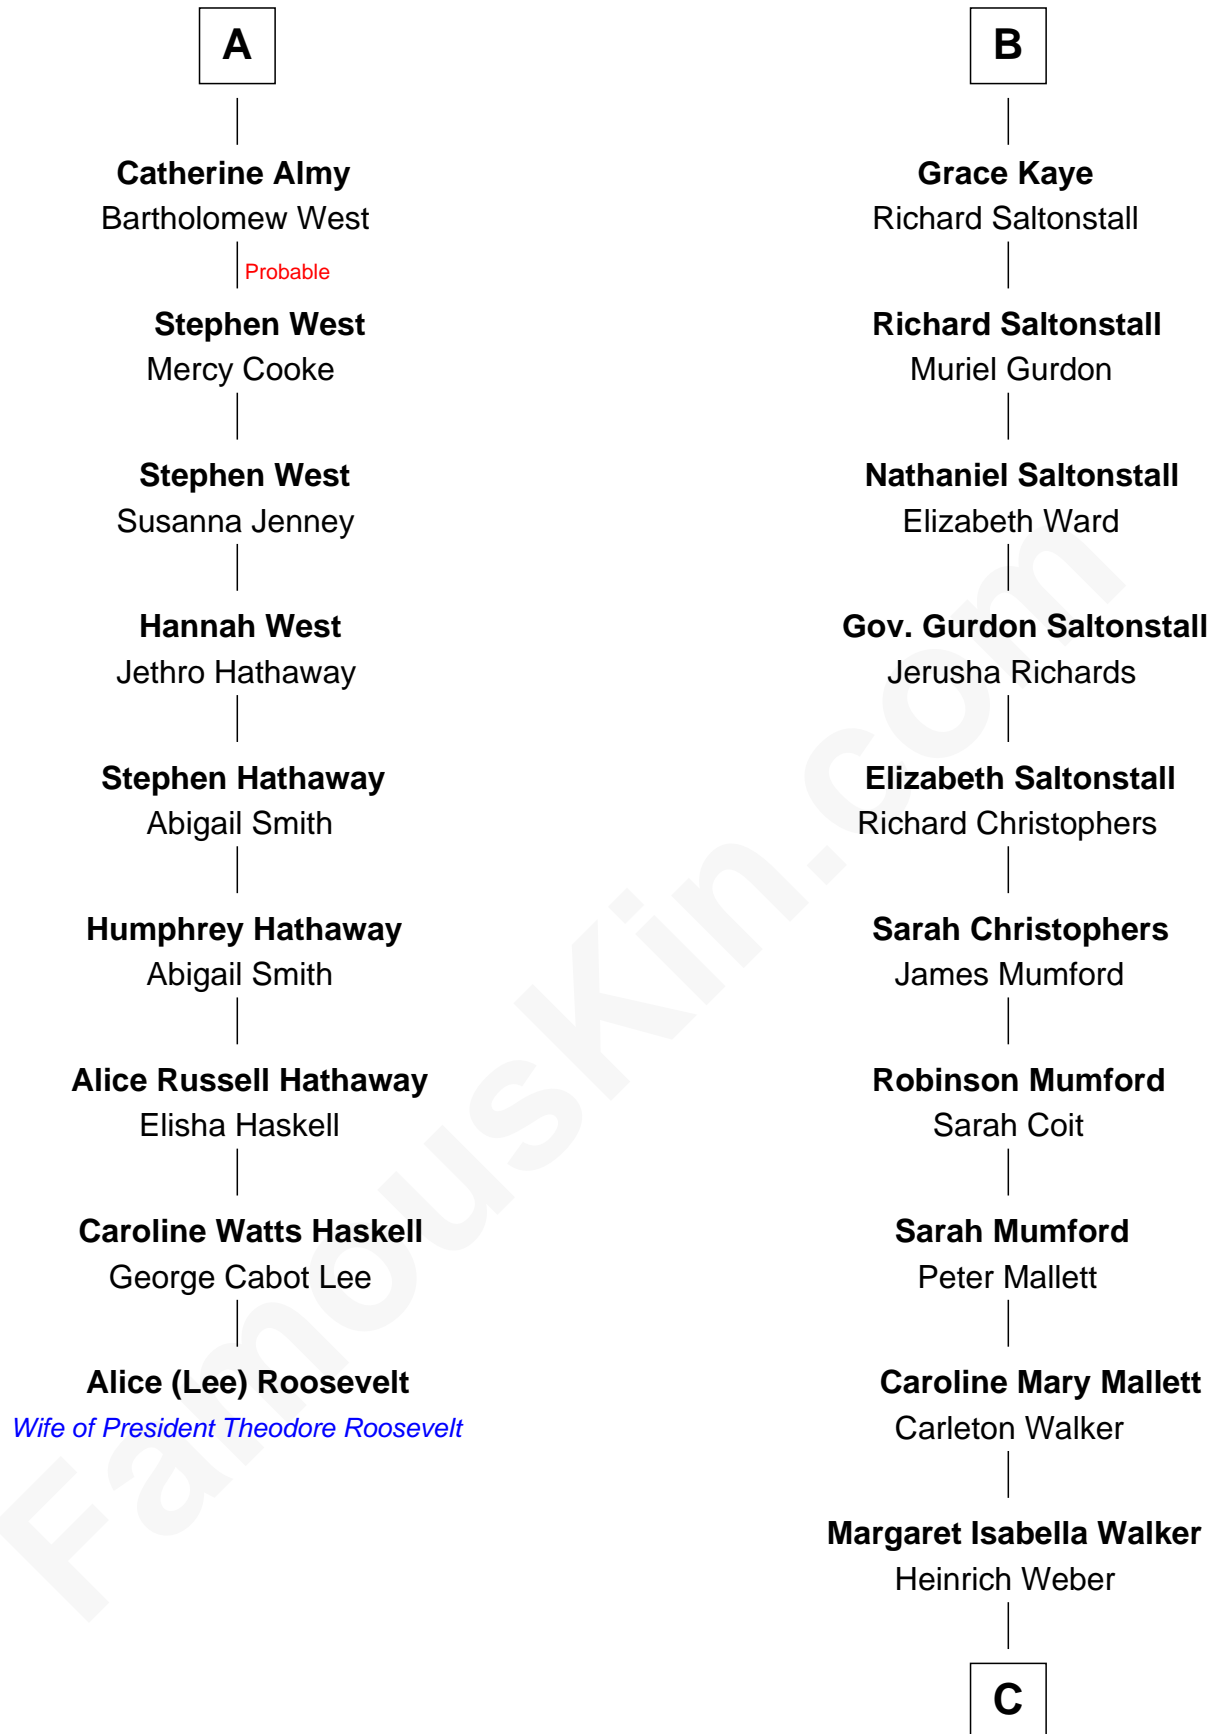 A
Catherine Almy
Bartholomew West
Probable
Stephen West
Mercy Cooke
Stephen West
Susanna Jenney
Hannah West
Jethro Hathaway
Stephen Hathaway
Abigail Smith
Humphrey Hathaway
Abigail Smith
Alice Russell Hathaway
Elisha Haskell
Caroline Watts Haskell
George Cabot Lee
Alice (Lee) Roosevelt
Wife of President Theodore Roosevelt
B
Grace Kaye
Richard Saltonstall
Richard Saltonstall
Muriel Gurdon
Nathaniel Saltonstall
Elizabeth Ward
Gov. Gurdon Saltonstall
Jerusha Richards
Elizabeth Saltonstall
Richard Christophers
Sarah Christophers
James Mumford
Robinson Mumford
Sarah Coit
Sarah Mumford
Peter Mallett
Caroline Mary Mallett
Carleton Walker
Margaret Isabella Walker
Heinrich Weber
C
FamousKin.com